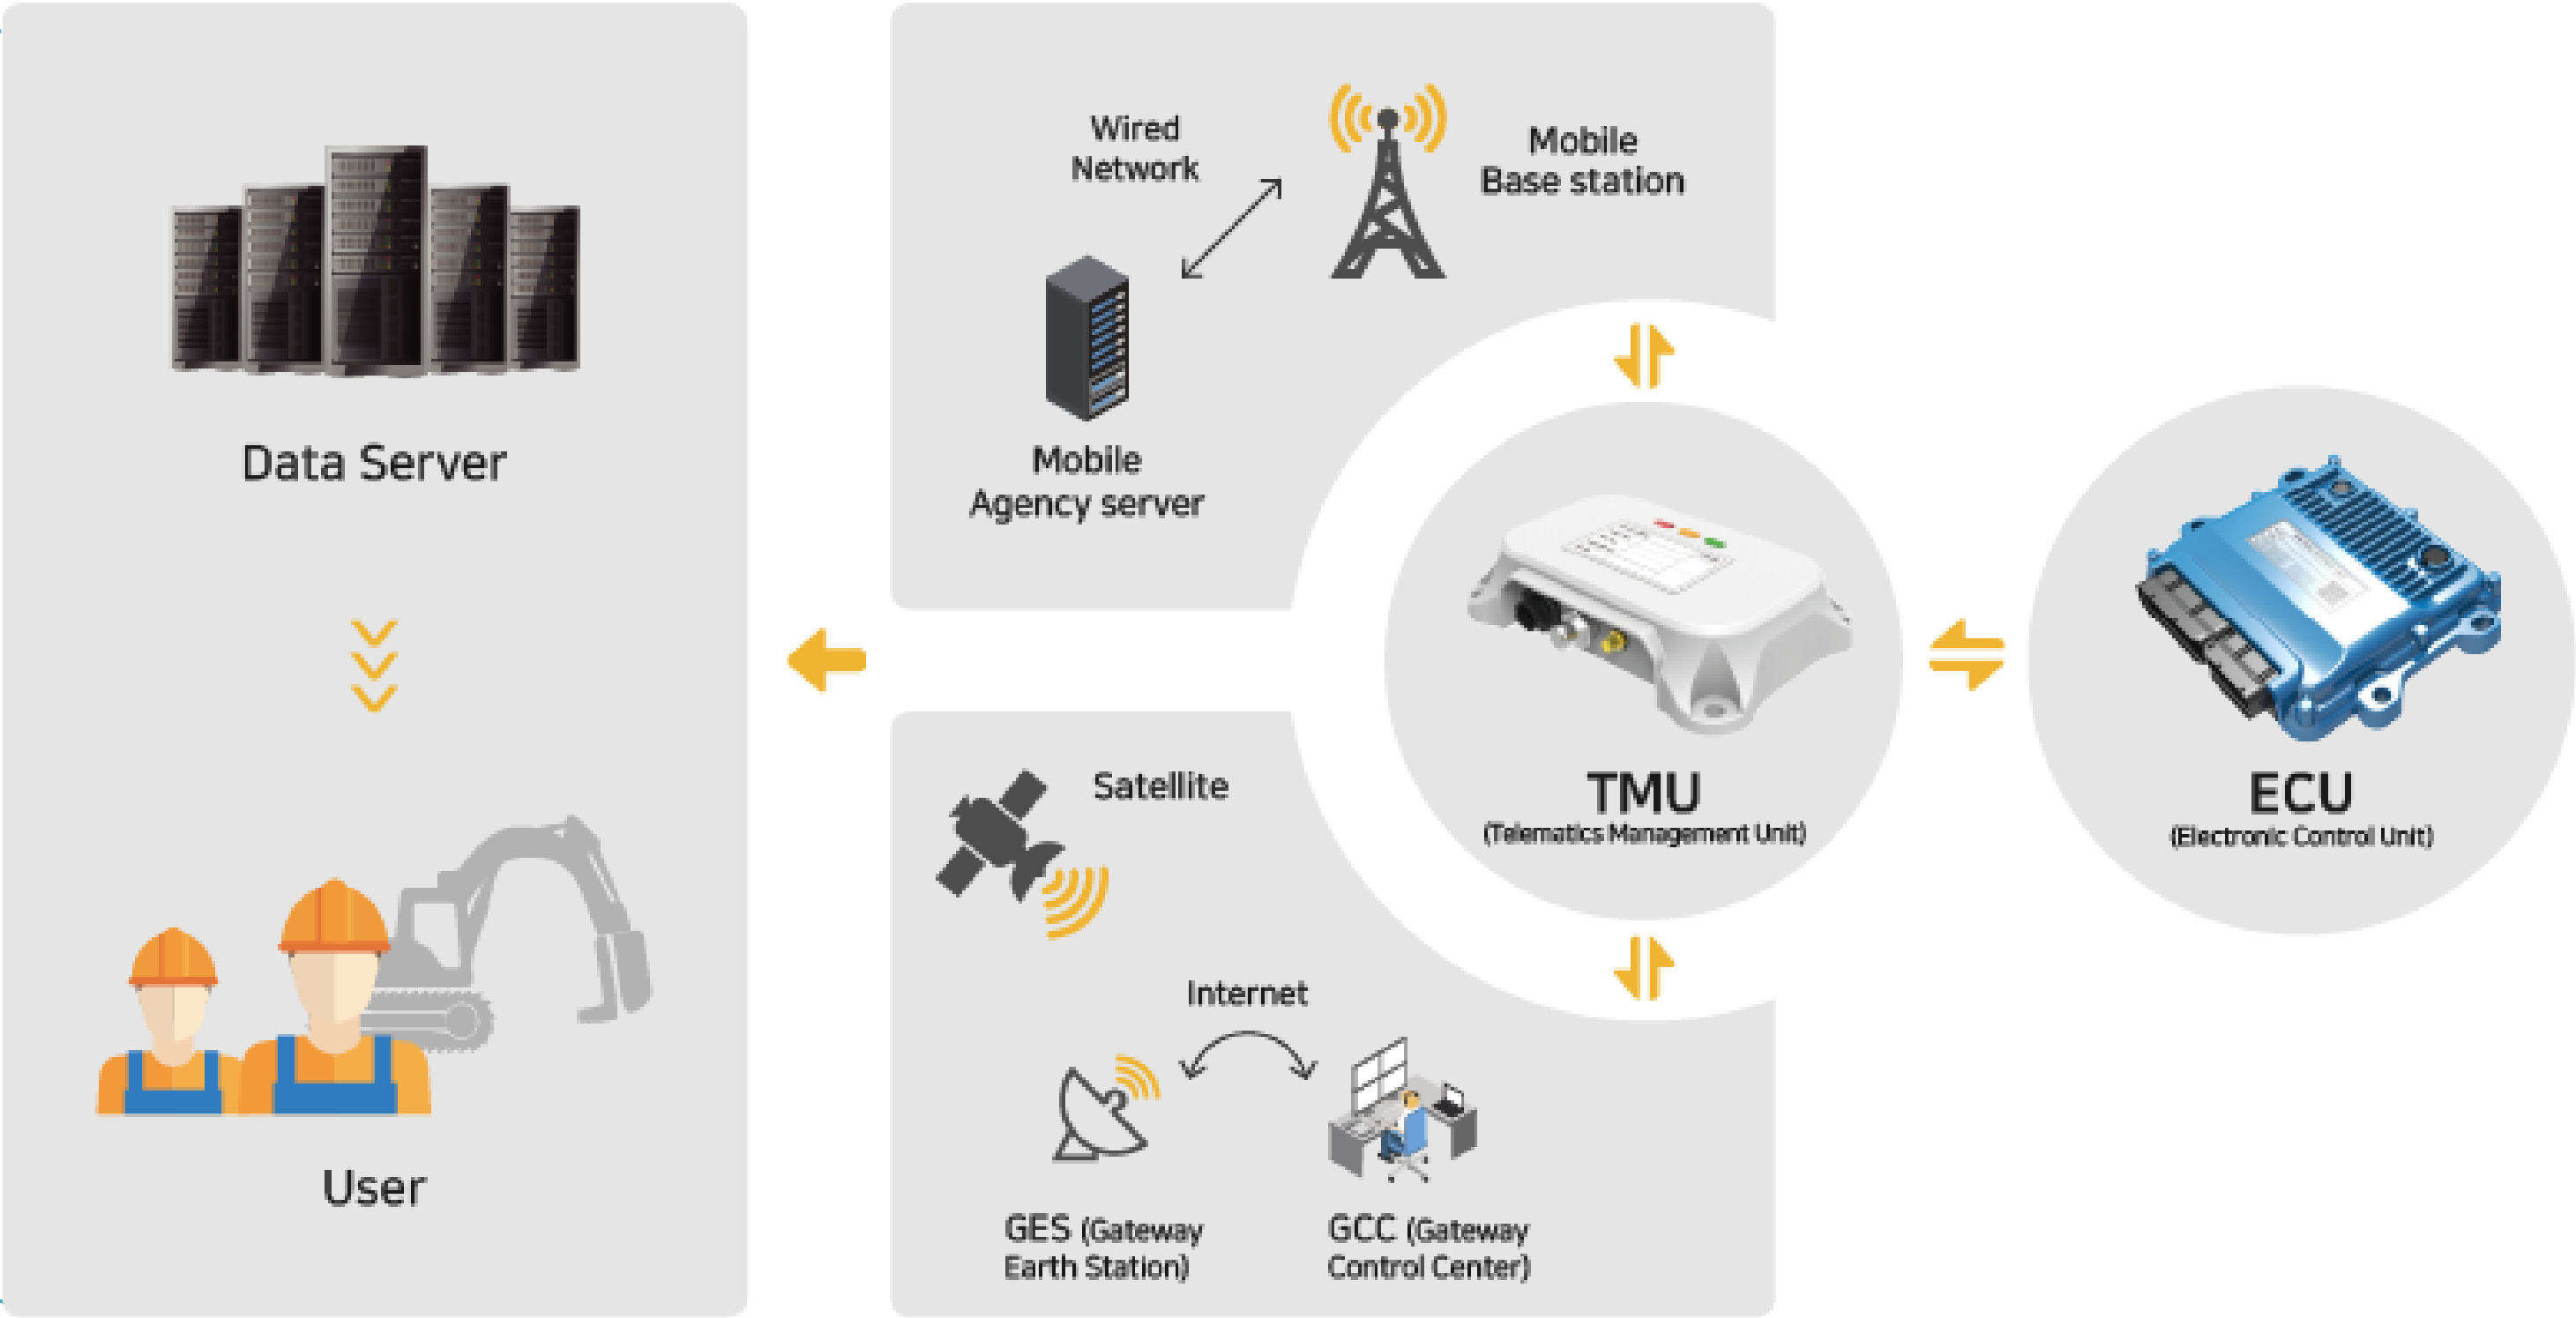 Data Server
User
Wired
Network
Mobile
Base station
Mobile
Agency server
Satellite
Internet
GES (Gateway
Earth Station)
GCC (Gateway
Control Center)
TMU
(Telematics Management Unit)
ECU
(Electronic Control Unit)